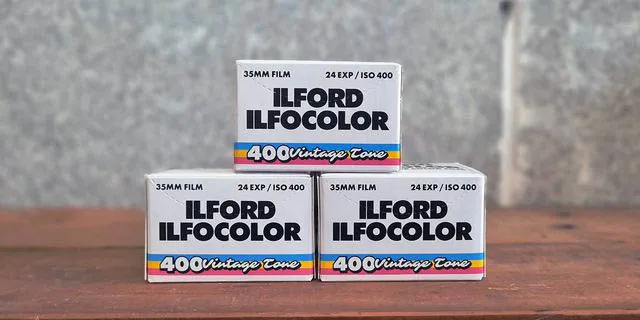 35MM FILM 24 EXP / ISO 400
ILFORD
ILFOCOLOR
400 Vintage Tone
35MM FILM 24 EXP / ISO 400
ILFORD
ILFOCOLOR
400 Vintage Tone
35MM FILM 24 EXP / ISO 400
ILFORD
ILFOCOLOR
400 Vintage Tone